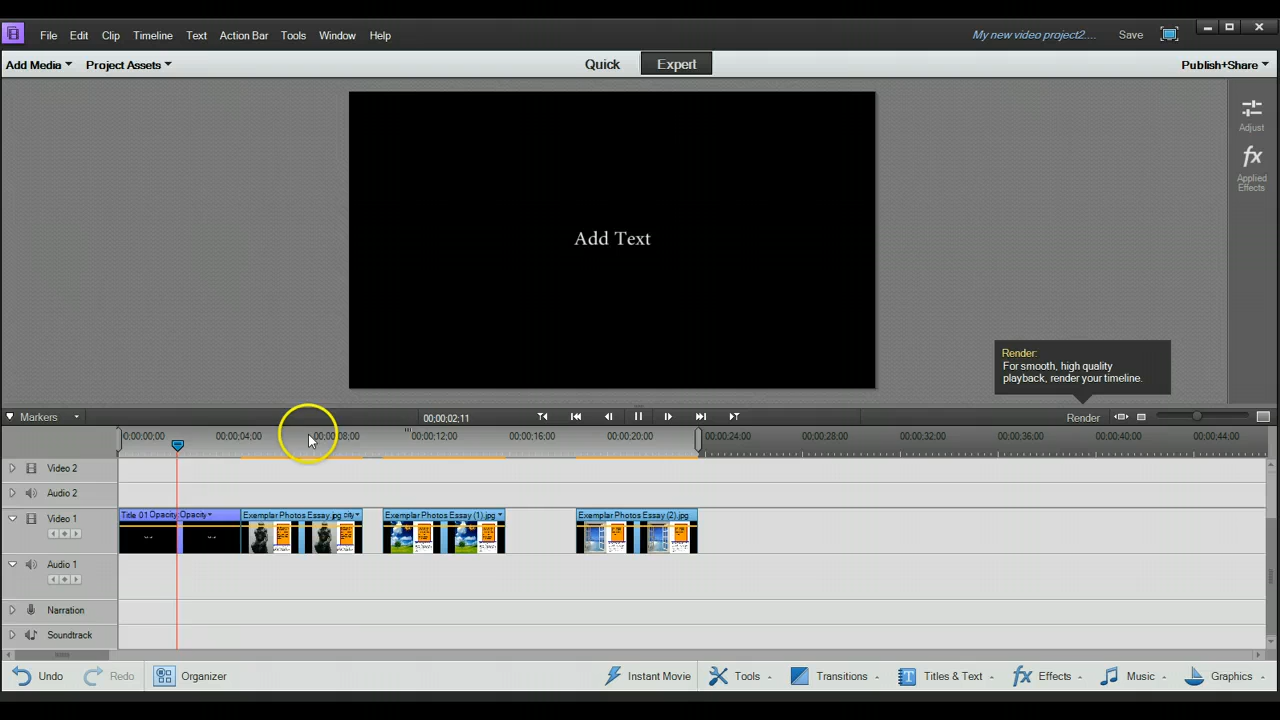 File Edit Clip Timeline Text Action Bar Tools Window Help
My new video project2.... Save
Add Media Project Assets
Quick Expert
Publish+Share
Adjust
fx
Applied
Effects
Add Text
Render:
For smooth, high quality
playback, render your timeline.
Markers
00;00;02;11
Render
0;00;00;00 00;00;04;00 00;00;08;00 00;00;12;00 00;00;16;00 00;00;20;00 00;00;24;00 00;00;28;00 00;00;32;00 00;00;36;00 00;00;40;00 00;00;44;00
Video 2
Audio 2
Video 1
Title 01 Opacity:Opacity
Exemplar Photos Essay.jpg city
Exemplar Photos Essay (1).jpg
Exemplar Photos Essay (2).jpg
Audio 1
Narration
Soundtrack
Undo Redo Organizer Instant Movie Tools Transitions Titles & Text fx Effects Music Graphics